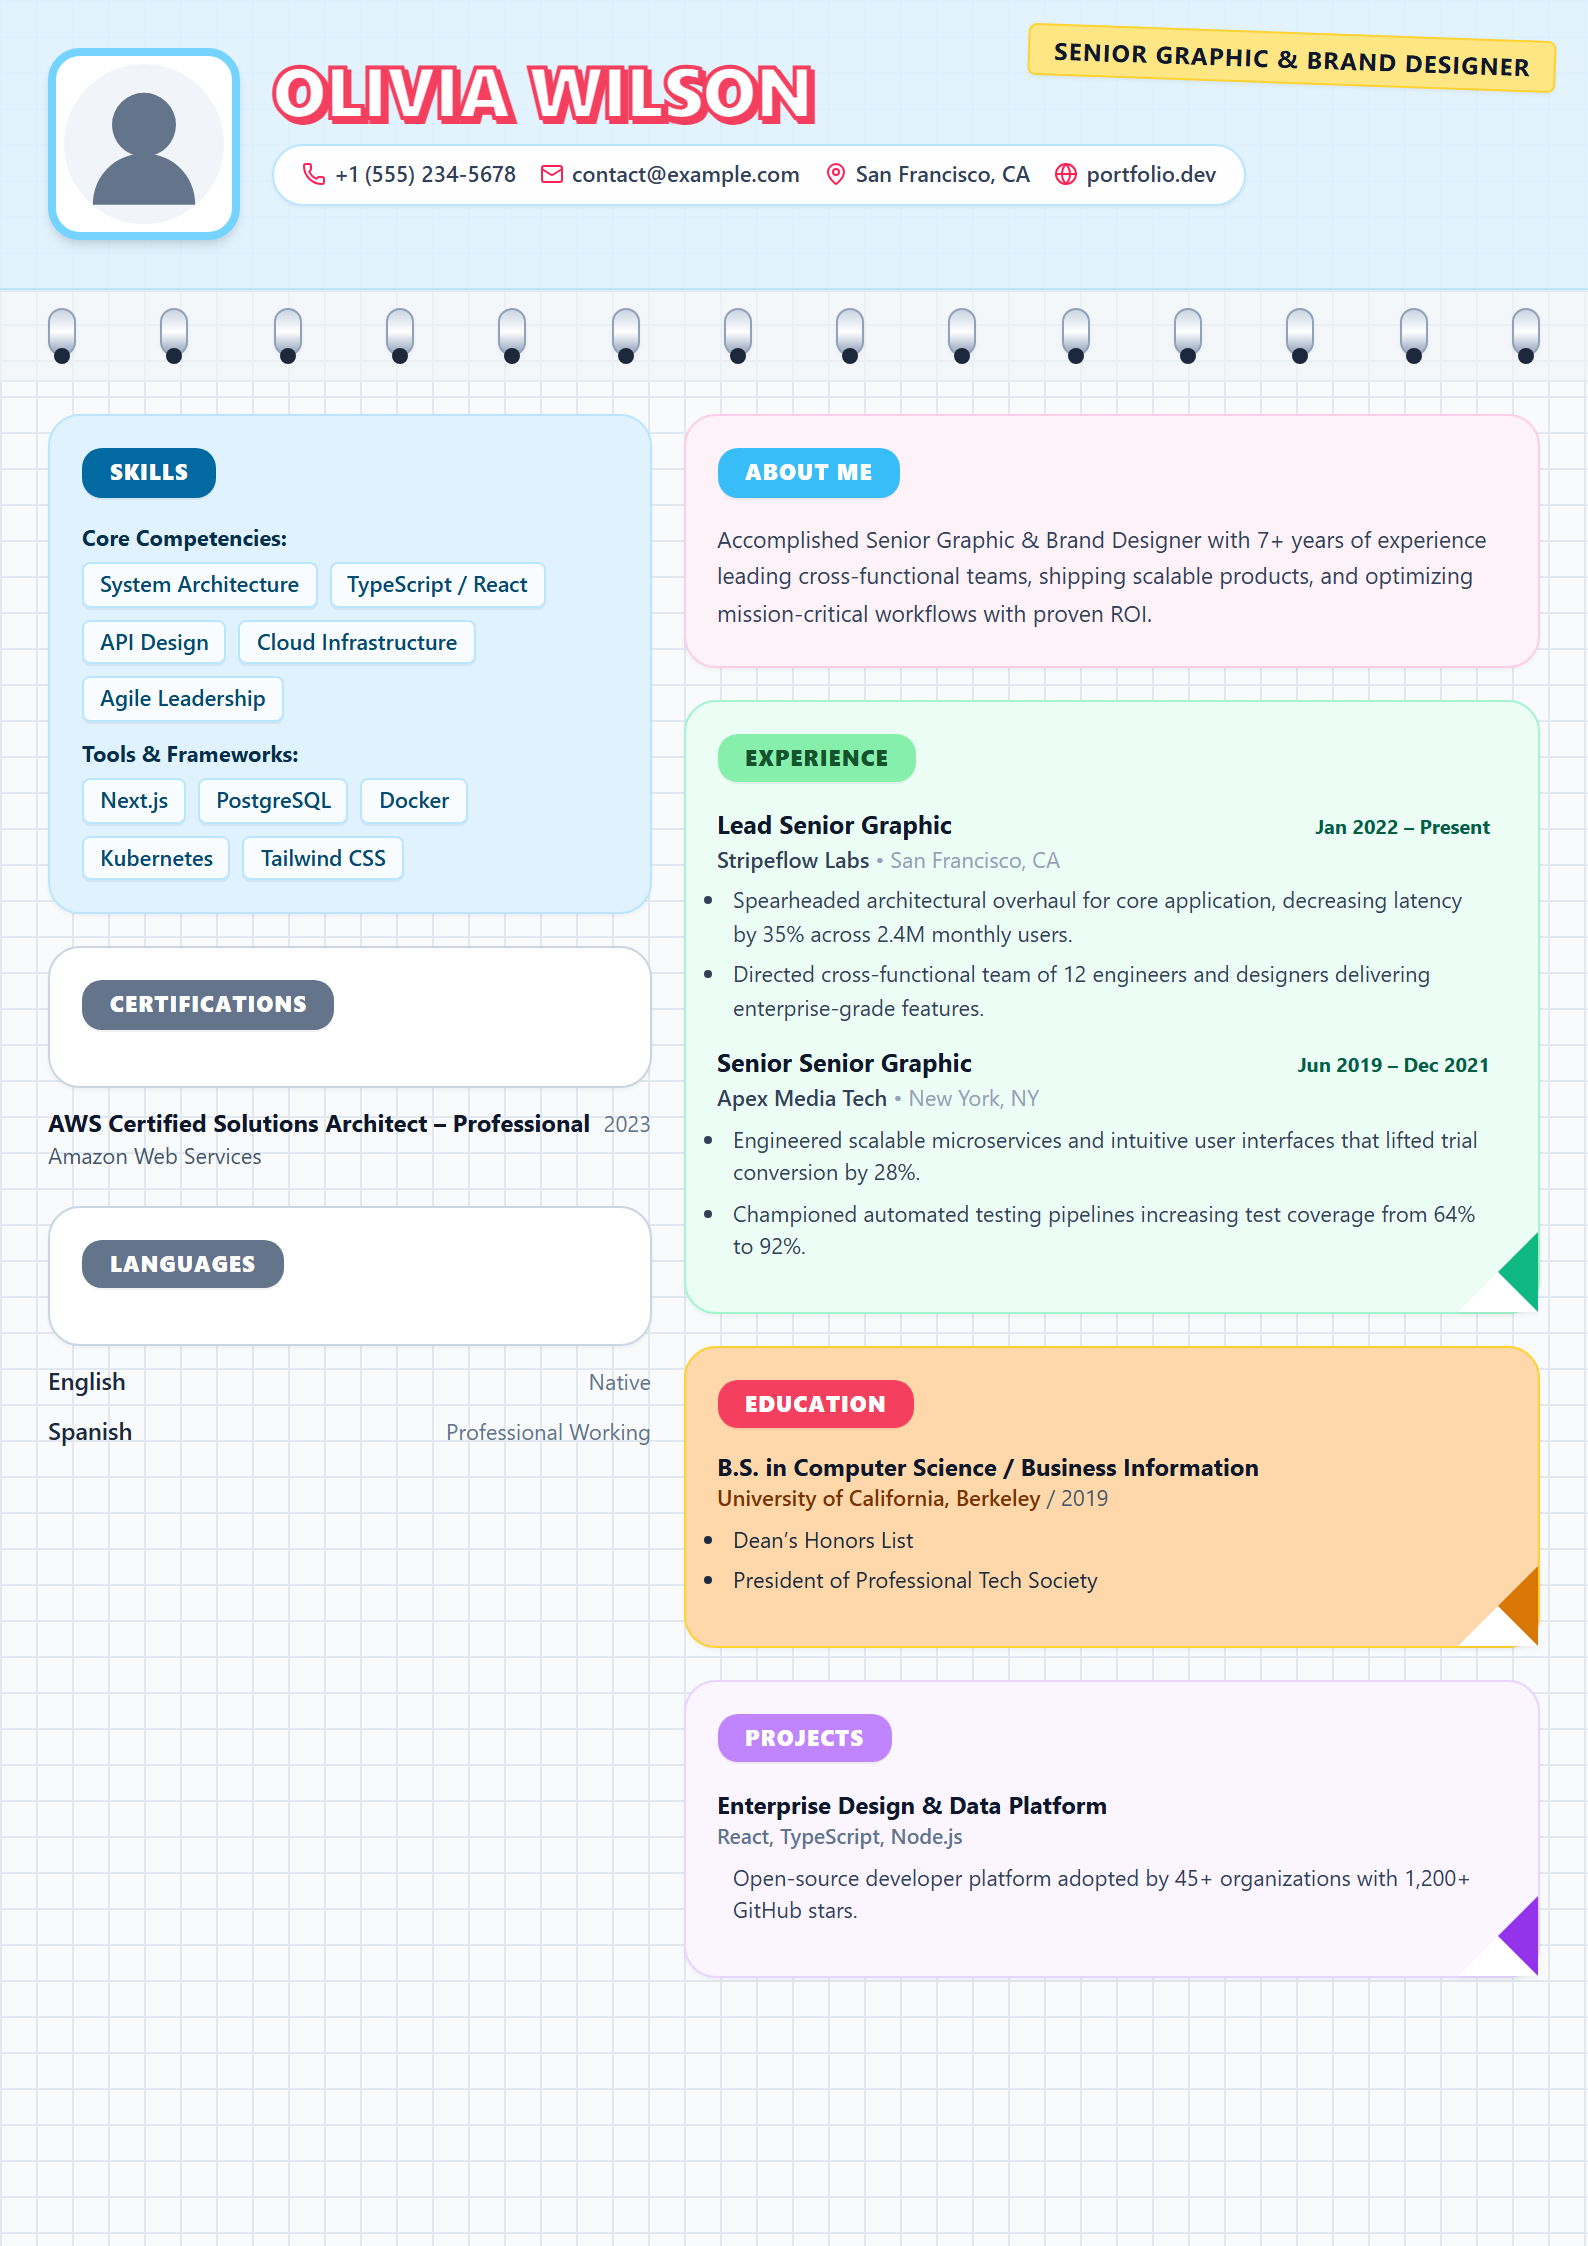 OLIVIA WILSON
SENIOR GRAPHIC & BRAND DESIGNER
+1 (555) 234-5678 contact@example.com San Francisco, CA portfolio.dev
SKILLS
Core Competencies:
System Architecture TypeScript / React
API Design Cloud Infrastructure
Agile Leadership
Tools & Frameworks:
Next.js PostgreSQL Docker
Kubernetes Tailwind CSS
CERTIFICATIONS
AWS Certified Solutions Architect – Professional 2023
Amazon Web Services
LANGUAGES
English Native
Spanish Professional Working
ABOUT ME
Accomplished Senior Graphic & Brand Designer with 7+ years of experience
leading cross-functional teams, shipping scalable products, and optimizing
mission-critical workflows with proven ROI.
EXPERIENCE
Lead Senior Graphic Jan 2022 – Present
Stripeflow Labs • San Francisco, CA
• Spearheaded architectural overhaul for core application, decreasing latency
by 35% across 2.4M monthly users.
• Directed cross-functional team of 12 engineers and designers delivering
enterprise-grade features.
Senior Senior Graphic Jun 2019 – Dec 2021
Apex Media Tech • New York, NY
• Engineered scalable microservices and intuitive user interfaces that lifted trial
conversion by 28%.
• Championed automated testing pipelines increasing test coverage from 64%
to 92%.
EDUCATION
B.S. in Computer Science / Business Information
University of California, Berkeley / 2019
• Dean’s Honors List
• President of Professional Tech Society
PROJECTS
Enterprise Design & Data Platform
React, TypeScript, Node.js
Open-source developer platform adopted by 45+ organizations with 1,200+
GitHub stars.